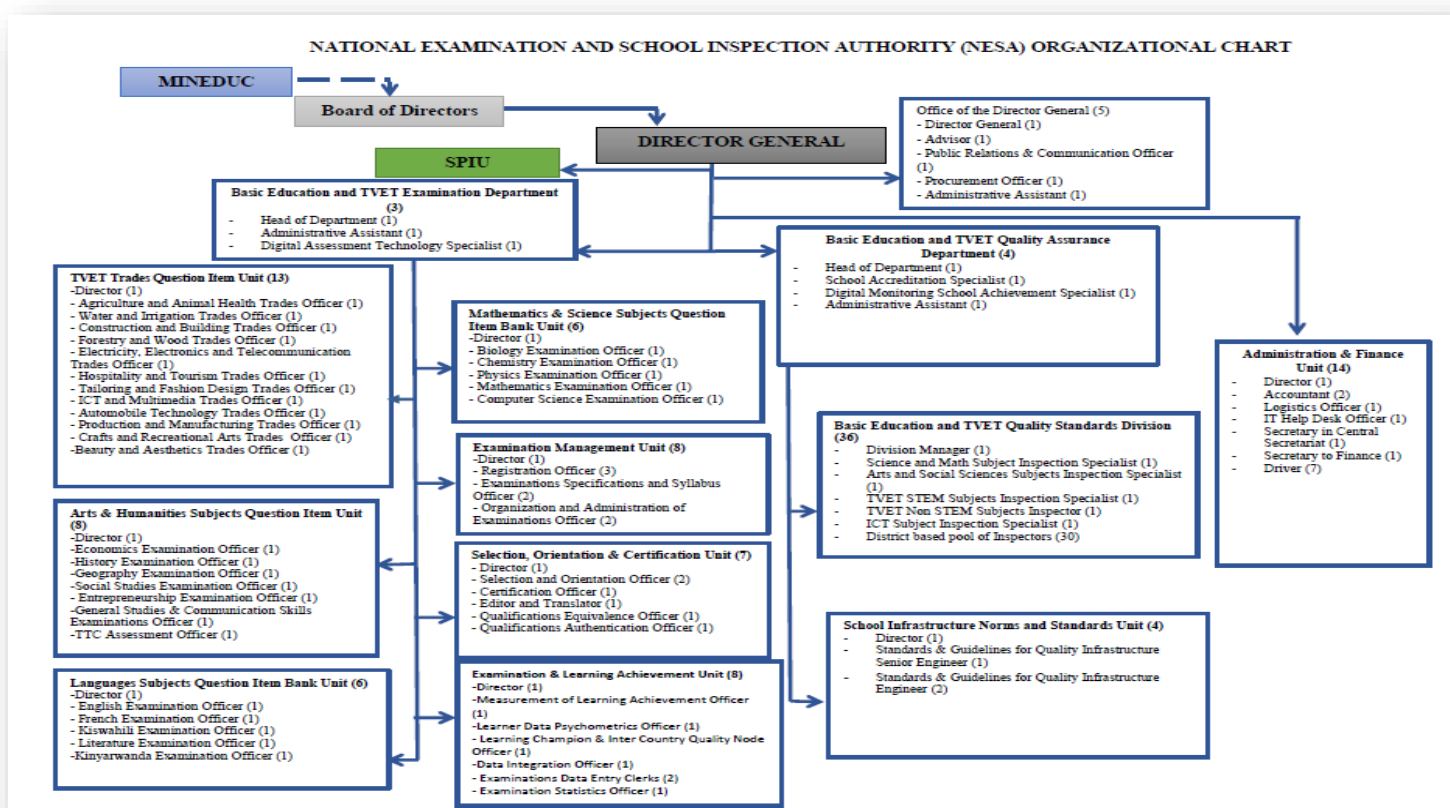 NATIONAL EXAMINATION AND SCHOOL INSPECTION AUTHORITY (NESA) ORGANIZATIONAL CHART
MINEDUC
Board of Directors
DIRECTOR GENERAL
SPIU
Office of the Director General (5)
- Director General (1)
- Advisor (1)
- Public Relations & Communication Officer
(1)
- Procurement Officer (1)
- Administrative Assistant (1)
Basic Education and TVET Examination Department
(3)
- Head of Department (1)
- Administrative Assistant (1)
- Digital Assessment Technology Specialist (1)
Basic Education and TVET Quality Assurance
Department (4)
- Head of Department (1)
- School Accreditation Specialist (1)
- Digital Monitoring School Achievement Specialist (1)
- Administrative Assistant (1)
TVET Trades Question Item Unit (13)
-Director (1)
- Agriculture and Animal Health Trades Officer (1)
- Water and Irrigation Trades Officer (1)
- Construction and Building Trades Officer (1)
- Forestry and Wood Trades Officer (1)
- Electricity, Electronics and Telecommunication
Trades Officer (1)
- Hospitality and Tourism Trades Officer (1)
- Tailoring and Fashion Design Trades Officer (1)
- ICT and Multimedia Trades Officer (1)
- Automobile Technology Trades Officer (1)
- Production and Manufacturing Trades Officer (1)
- Crafts and Recreational Arts Trades Officer (1)
-Beauty and Aesthetics Trades Officer (1)
Mathematics & Science Subjects Question
Item Bank Unit (6)
-Director (1)
- Biology Examination Officer (1)
- Chemistry Examination Officer (1)
- Physics Examination Officer (1)
- Mathematics Examination Officer (1)
- Computer Science Examination Officer (1)
Administration & Finance
Unit (14)
- Director (1)
- Accountant (2)
- Logistics Officer (1)
- IT Help Desk Officer (1)
- Secretary in Central
Secretariat (1)
- Secretary to Finance (1)
- Driver (7)
Basic Education and TVET Quality Standards Division
(36)
- Division Manager (1)
- Science and Math Subject Inspection Specialist (1)
- Arts and Social Sciences Subjects Inspection Specialist
(1)
- TVET STEM Subjects Inspection Specialist (1)
- TVET Non STEM Subjects Inspector (1)
- ICT Subject Inspection Specialist (1)
- District based pool of Inspectors (30)
Examination Management Unit (8)
-Director (1)
- Registration Officer (3)
- Examinations Specifications and Syllabus
Officer (2)
- Organization and Administration of
Examinations Officer (2)
Arts & Humanities Subjects Question Item Unit
(8)
-Director (1)
-Economics Examination Officer (1)
-History Examination Officer (1)
-Geography Examination Officer (1)
-Social Studies Examination Officer (1)
- Entrepreneurship Examination Officer (1)
-General Studies & Communication Skills
Examinations Officer (1)
-TTC Assessment Officer (1)
Selection, Orientation & Certification Unit (7)
- Director (1)
- Selection and Orientation Officer (2)
- Certification Officer (1)
- Editor and Translator (1)
- Qualifications Equivalence Officer (1)
- Qualifications Authentication Officer (1)
School Infrastructure Norms and Standards Unit (4)
- Director (1)
- Standards & Guidelines for Quality Infrastructure
Senior Engineer (1)
- Standards & Guidelines for Quality Infrastructure
Engineer (2)
Languages Subjects Question Item Bank Unit (6)
-Director (1)
- English Examination Officer (1)
- French Examination Officer (1)
- Kiswahili Examination Officer (1)
- Literature Examination Officer (1)
-Kinyarwanda Examination Officer (1)
Examination & Learning Achievement Unit (8)
-Director (1)
-Measurement of Learning Achievement Officer
(1)
-Learner Data Psychometrics Officer (1)
- Learning Champion & Inter Country Quality Node
Officer (1)
-Data Integration Officer (1)
- Examinations Data Entry Clerks (2)
- Examination Statistics Officer (1)